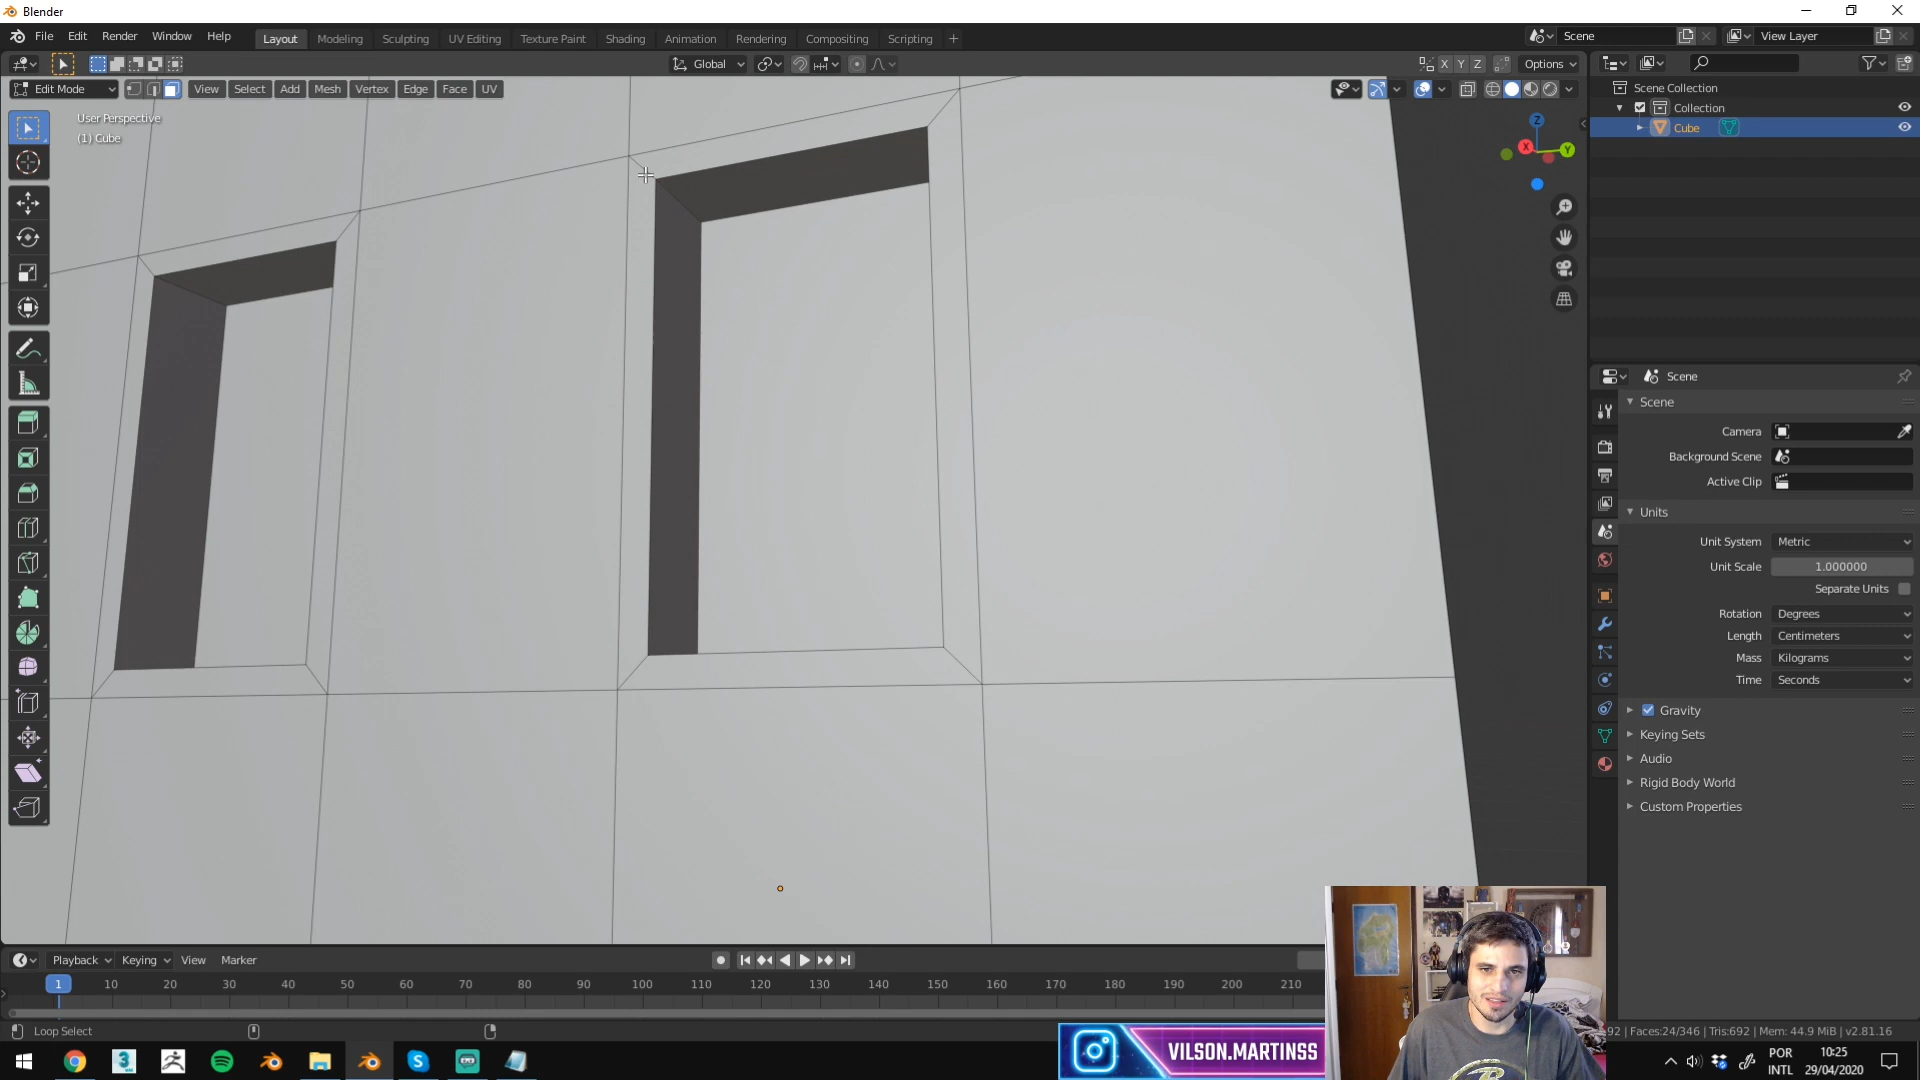 Blender
File Edit Render Window Help Layout Modeling Sculpting UV Editing Texture Paint Shading Animation Rendering Compositing Scripting + Scene View Layer
Global X Y Z Options
Edit Mode View Select Add Mesh Vertex Edge Face UV
User Perspective
(1) Cube
Z
X
Y
Scene Collection
Collection
Cube
Scene
Scene
Camera
Background Scene
Active Clip
Units
Unit System Metric
Unit Scale 1.000000
Separate Units
Rotation Degrees
Length Centimeters
Mass Kilograms
Time Seconds
Gravity
Keying Sets
Audio
Rigid Body World
Custom Properties
Playback Keying View Marker
1 10 20 30 40 50 60 70 80 90 100 110 120 130 140 150 160 170 180 190 200 210
Loop Select
92 | Faces:24/346 | Tris:692 | Mem: 44.9 MiB | v2.81.16
VILSON.MARTINSS
POR
INTL
10:25
29/04/2020